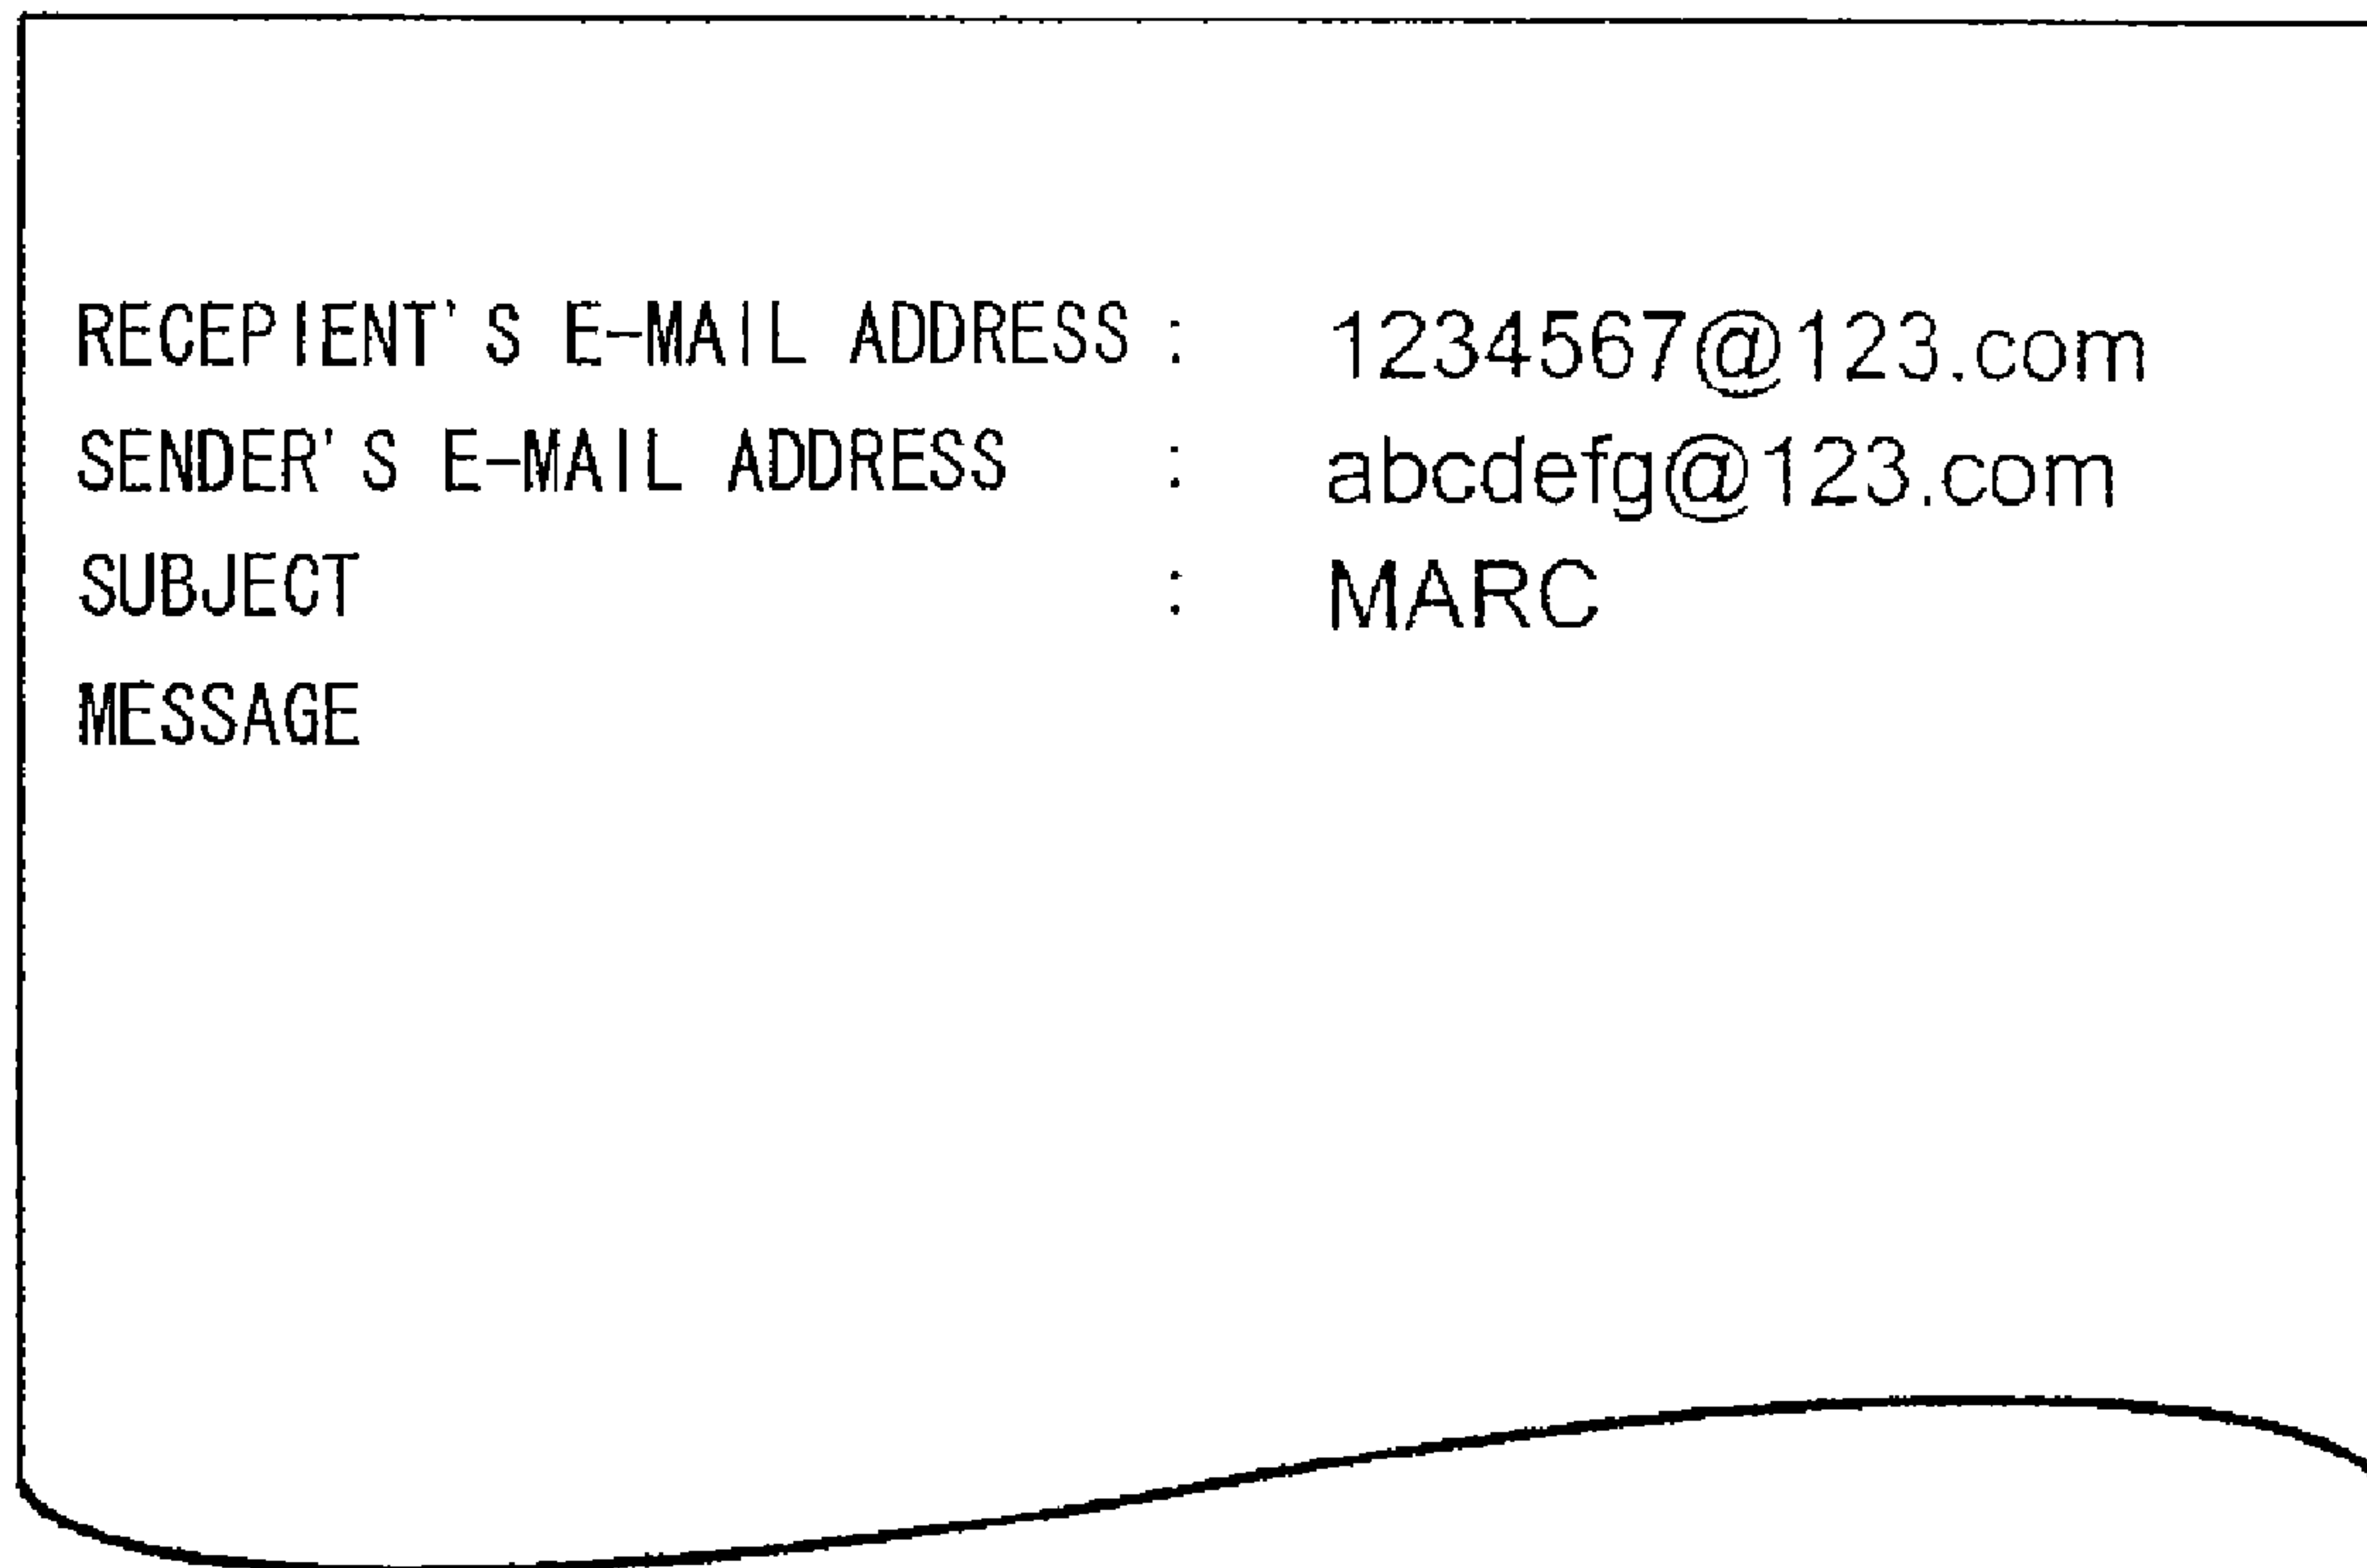 RECEPIENT'S E-MAIL ADDRESS : 1234567@123.com
SENDER'S E-MAIL ADDRESS : abcdefg@123.com
SUBJECT : MARC
MESSAGE